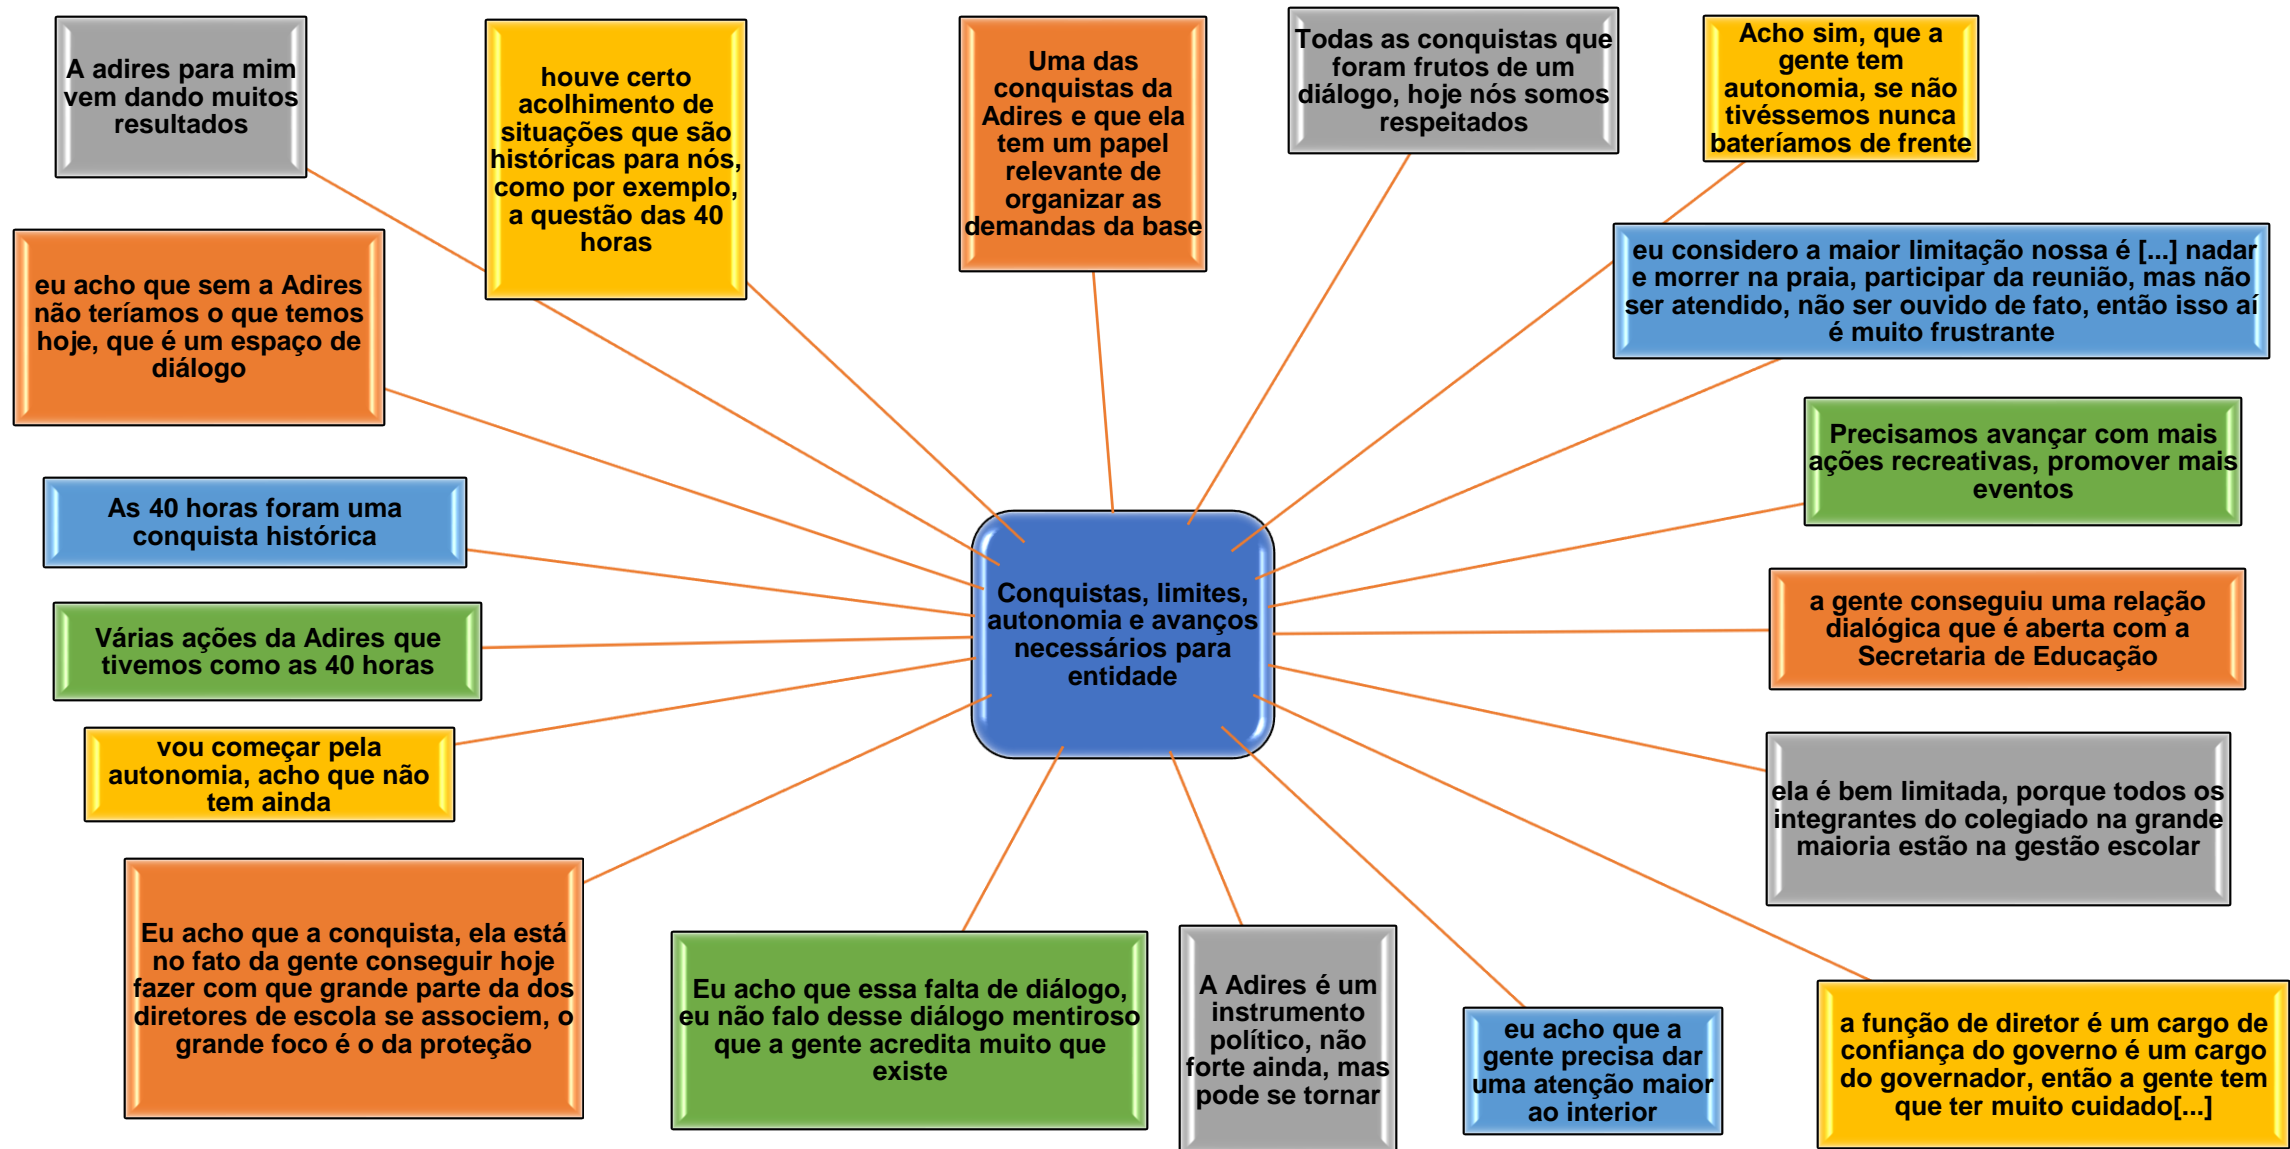 A adires para mim
vem dando muitos
resultados
houve certo
acolhimento de
situações que são
históricas para nós,
como por exemplo,
a questão das 40
horas
Uma das
conquistas da
Adires e que ela
tem um papel
relevante de
organizar as
demandas da base
Todas as conquistas que
foram frutos de um
diálogo, hoje nós somos
respeitados
Acho sim, que a
gente tem
autonomia, se não
tivéssemos nunca
bateríamos de frente
eu acho que sem a Adires
não teríamos o que temos
hoje, que é um espaço de
diálogo
eu considero a maior limitação nossa é [...] nadar
e morrer na praia, participar da reunião, mas não
ser atendido, não ser ouvido de fato, então isso aí
é muito frustrante
As 40 horas foram uma
conquista histórica
Precisamos avançar com mais
ações recreativas, promover mais
eventos
Conquistas, limites,
autonomia e avanços
necessários para
entidade
Várias ações da Adires que
tivemos como as 40 horas
a gente conseguiu uma relação
dialógica que é aberta com a
Secretaria de Educação
vou começar pela
autonomia, acho que não
tem ainda
ela é bem limitada, porque todos os
integrantes do colegiado na grande
maioria estão na gestão escolar
Eu acho que a conquista, ela está
no fato da gente conseguir hoje
fazer com que grande parte da dos
diretores de escola se associem, o
grande foco é o da proteção
Eu acho que essa falta de diálogo,
eu não falo desse diálogo mentiroso
que a gente acredita muito que
existe
A Adires é um
instrumento
político, não
forte ainda, mas
pode se tornar
eu acho que a
gente precisa dar
uma atenção maior
ao interior
a função de diretor é um cargo de
confiança do governo é um cargo
do governador, então a gente tem
que ter muito cuidado[...]